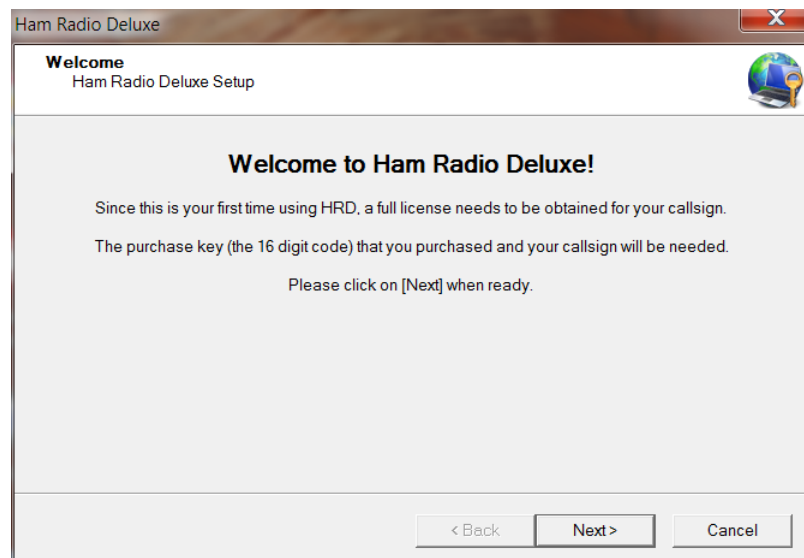 Ham Radio Deluxe
Welcome
Ham Radio Deluxe Setup
Welcome to Ham Radio Deluxe!
Since this is your first time using HRD, a full license needs to be obtained for your callsign.
The purchase key (the 16 digit code) that you purchased and your callsign will be needed.
Please click on [Next] when ready.
< Back Next > Cancel